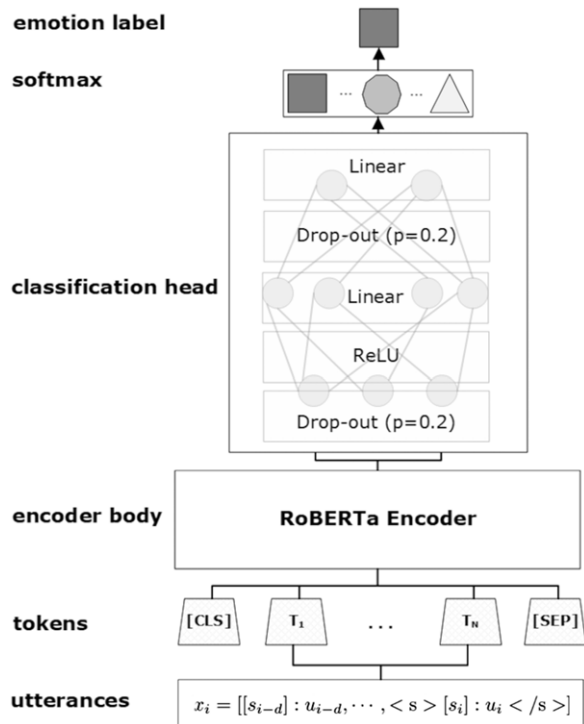 emotion label
softmax
... ...
classification head
Linear
Drop-out (p=0.2)
Linear
ReLU
Drop-out (p=0.2)
encoder body
RoBERTa Encoder
tokens
[CLS] T₁ ... T_N [SEP]
utterances
x_i = [[s_{i−d}] : u_{i−d}, ⋯ , < s > [s_i] : u_i < /s >]